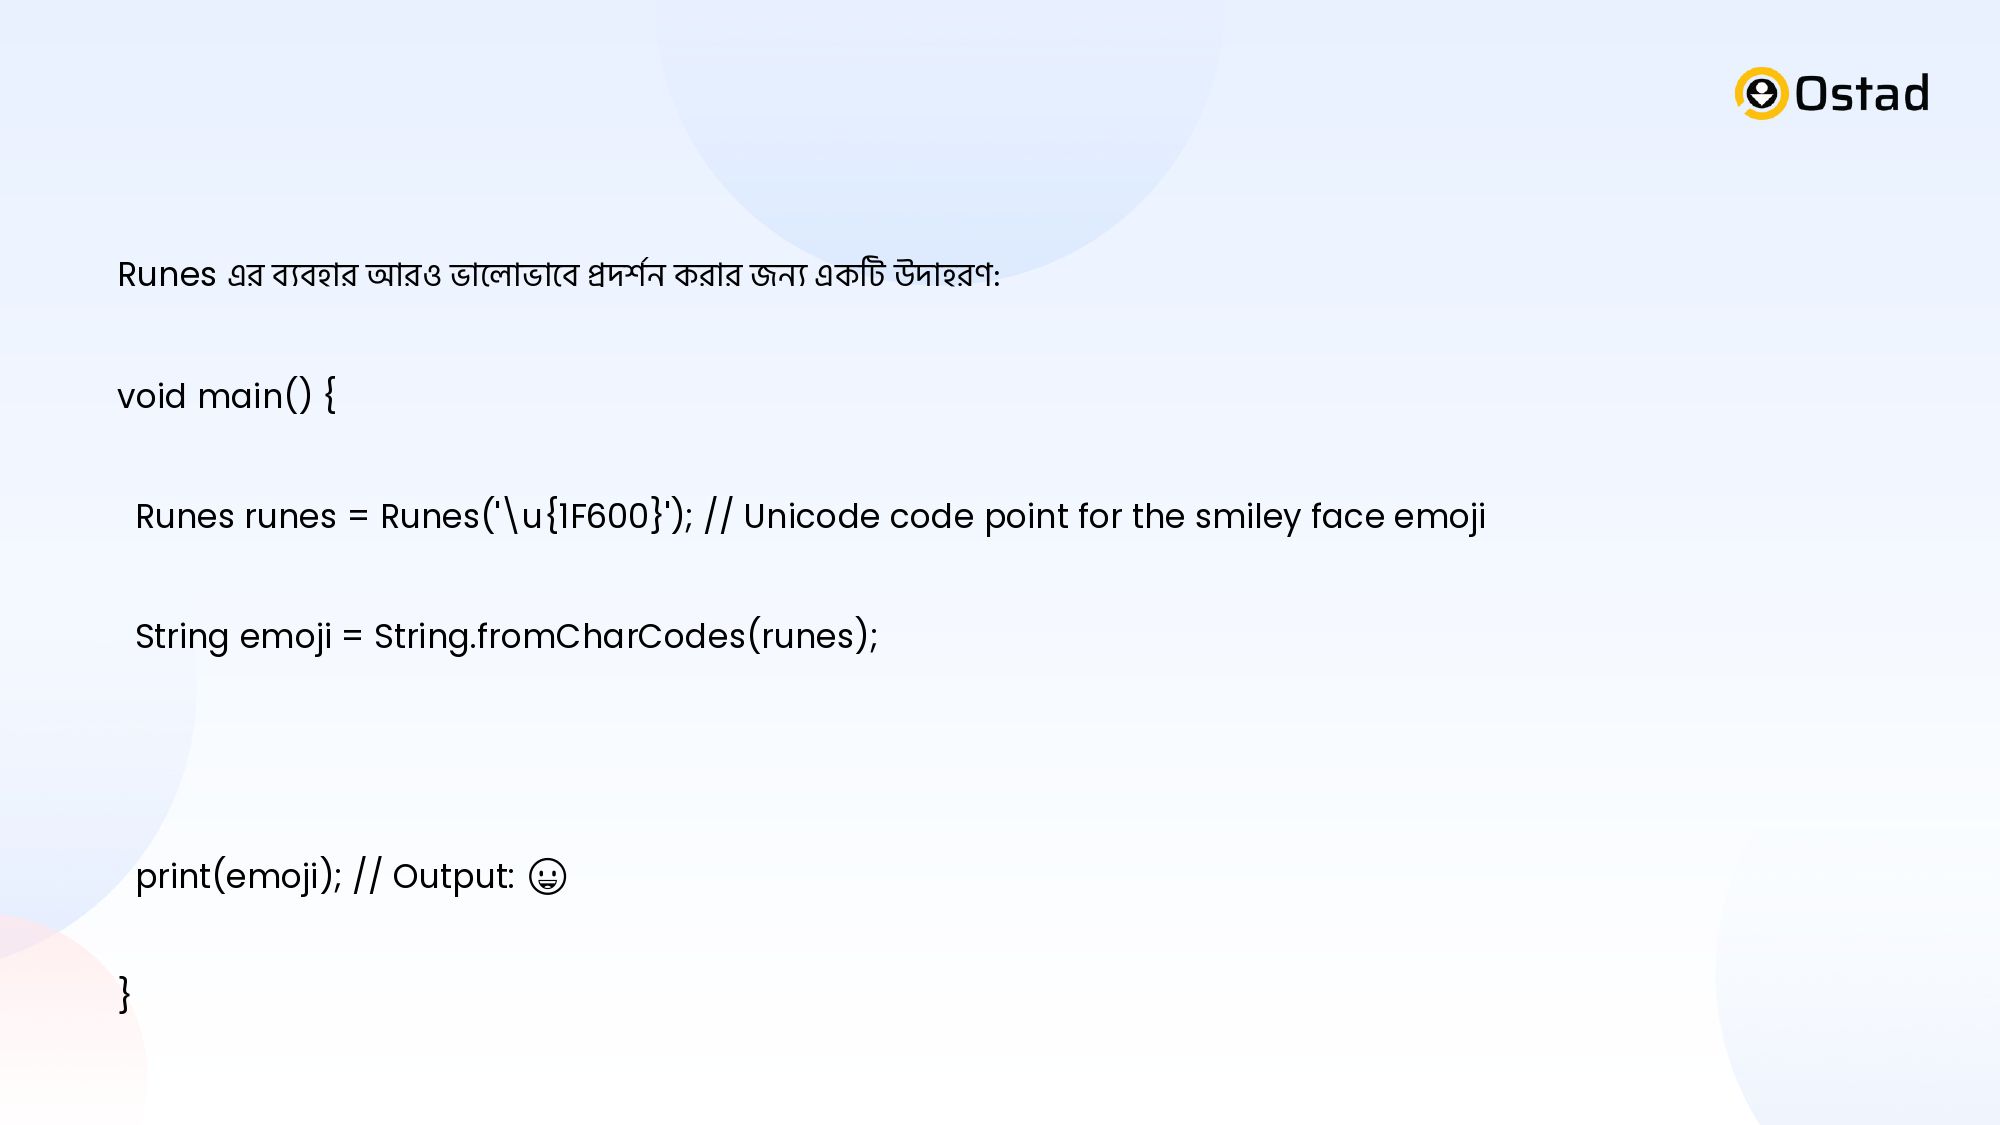 Ostad
Runes এর ব্যবহার আরও ভালোভাবে প্রদর্শন করার জন্য একটি উদাহরণ:
void main() {
Runes runes = Runes('\u{1F600}'); // Unicode code point for the smiley face emoji
String emoji = String.fromCharCodes(runes);
print(emoji); // Output: 😀
}